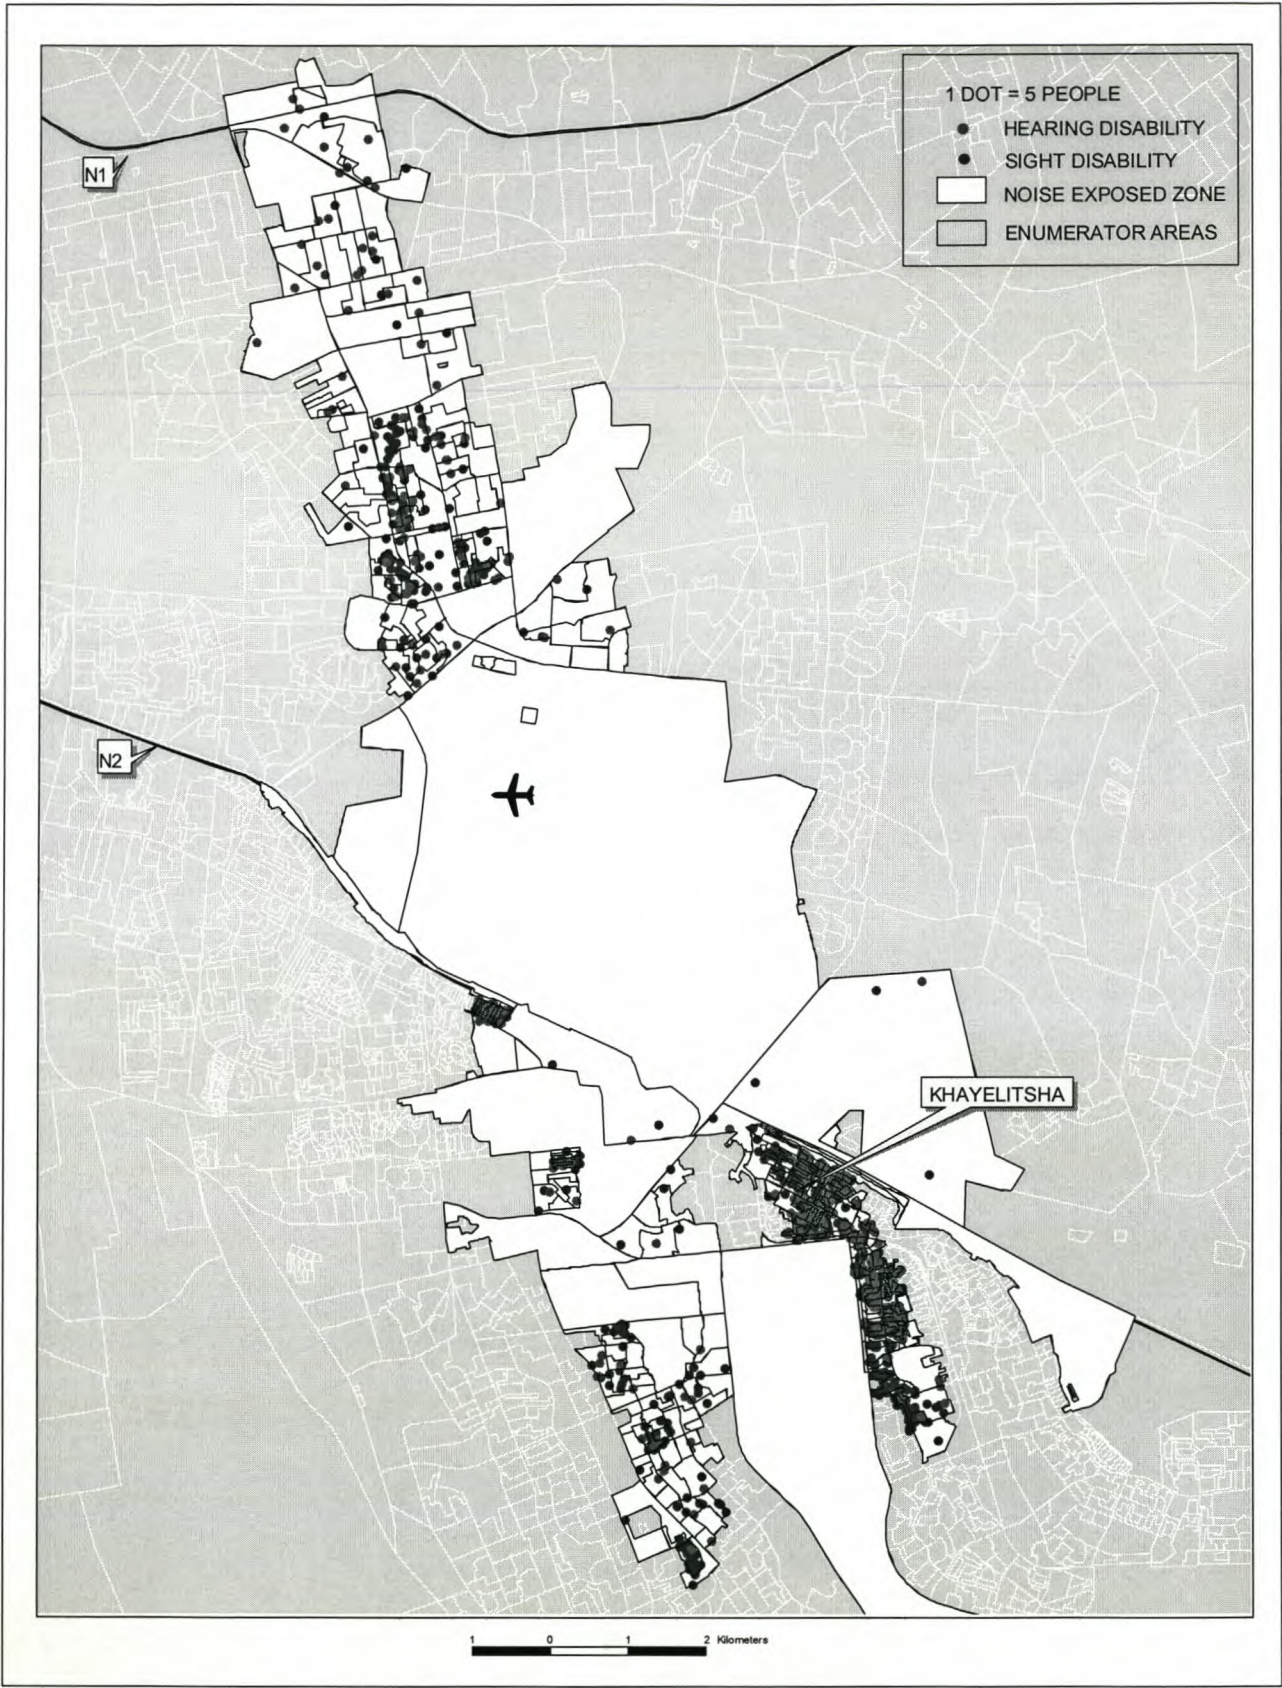 1 DOT = 5 PEOPLE
HEARING DISABILITY
SIGHT DISABILITY
NOISE EXPOSED ZONE
ENUMERATOR AREAS
N1
N2
KHAYELITSHA
1 0 1 2 Kilometers